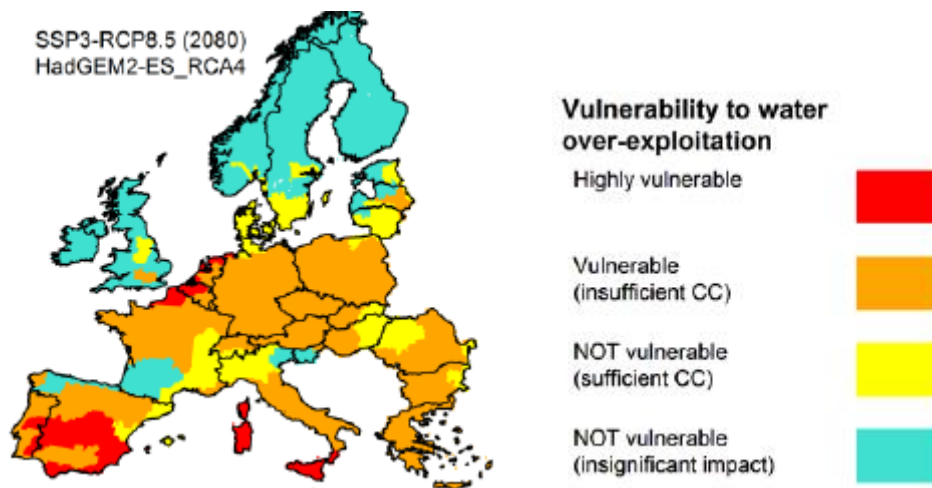 SSP3-RCP8.5 (2080)
HadGEM2-ES_RCA4
Vulnerability to water
over-exploitation
Highly vulnerable
Vulnerable
(insufficient CC)
NOT vulnerable
(sufficient CC)
NOT vulnerable
(insignificant impact)